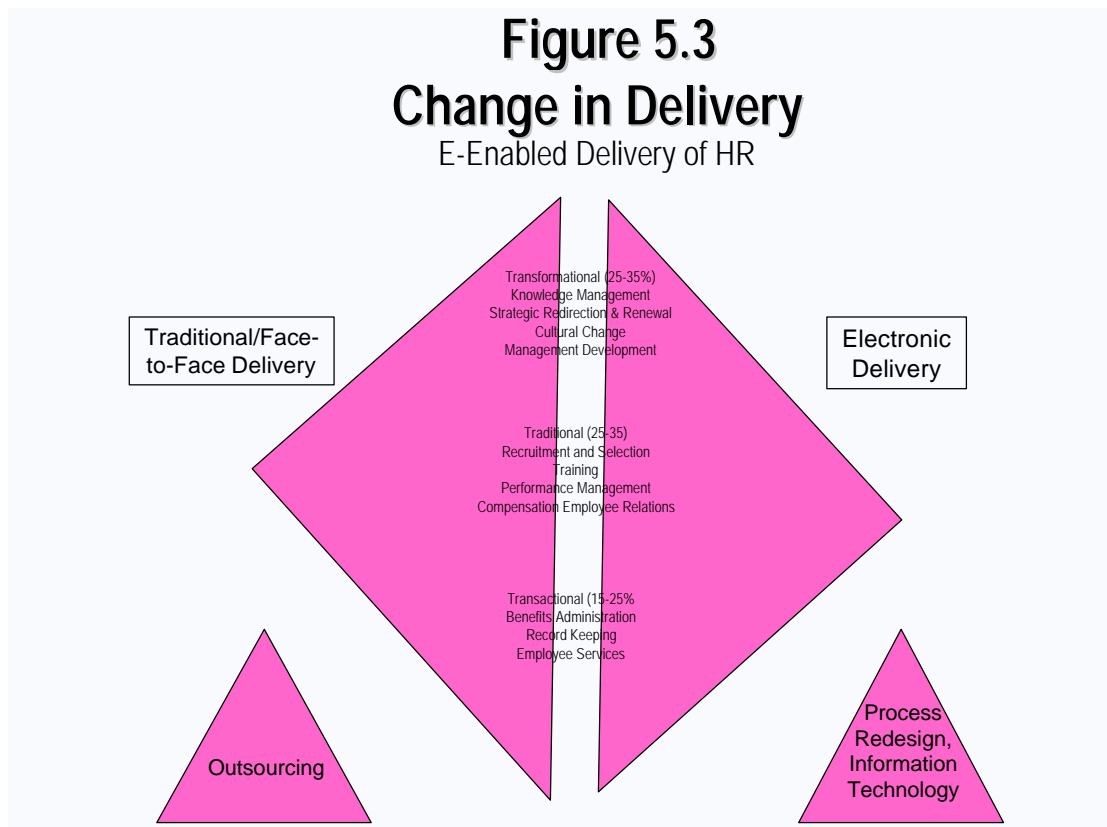 Figure 5.3
Change in Delivery
E-Enabled Delivery of HR
Transformational (25-35%)
Knowledge Management
Strategic Redirection & Renewal
Cultural Change
Management Development
Traditional/Face-
to-Face Delivery
Electronic
Delivery
Traditional (25-35)
Recruitment and Selection
Training
Performance Management
Compensation Employee Relations
Transactional (15-25%
Benefits Administration
Record Keeping
Employee Services
Outsourcing
Process
Redesign,
Information
Technology